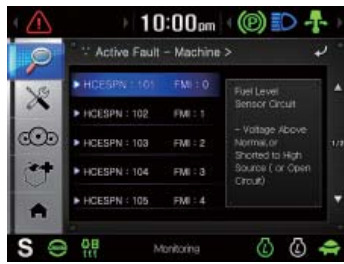 10:00pm
(P)
Active Fault - Machine >
HCESPN : 101 FMI : 0
HCESPN : 102 FMI : 1
HCESPN : 103 FMI : 2
HCESPN : 104 FMI : 3
HCESPN : 105 FMI : 4
Fuel Level
Sensor Circuit
- Voltage Above
Normal,or
Shorted to High
Source ( or Open
Circuit)
1/7
S
Monitoring